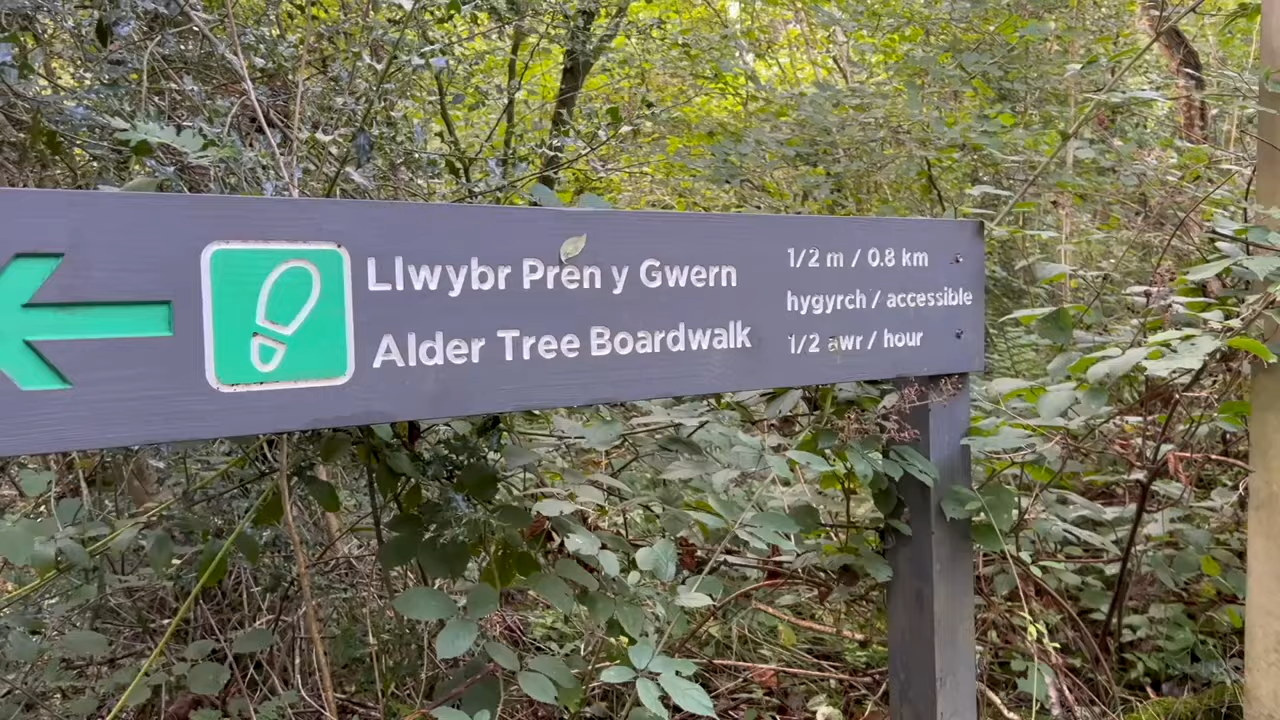 Llwybr Pren y Gwern
Alder Tree Boardwalk
1/2 m / 0.8 km
hygyrch / accessible
1/2 awr / hour